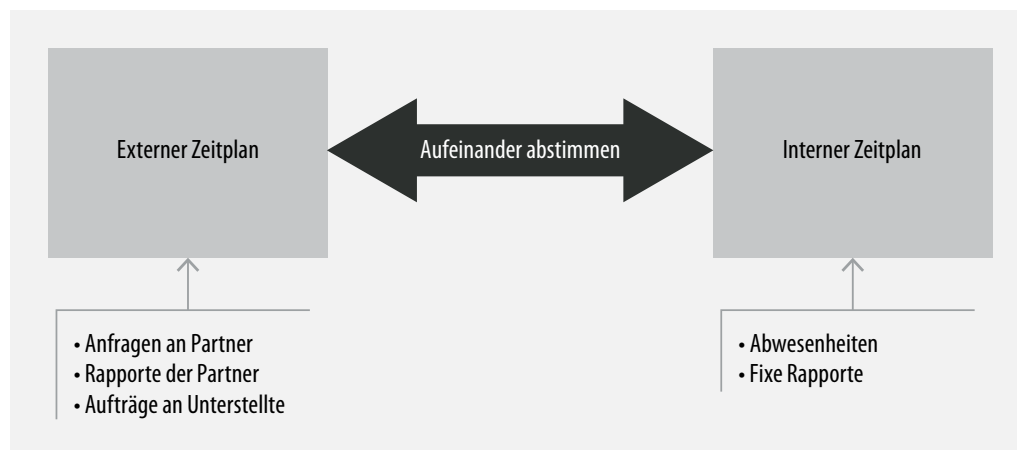 Externer Zeitplan
Aufeinander abstimmen
Interner Zeitplan
• Anfragen an Partner
• Rapporte der Partner
• Aufträge an Unterstellte
• Abwesenheiten
• Fixe Rapporte